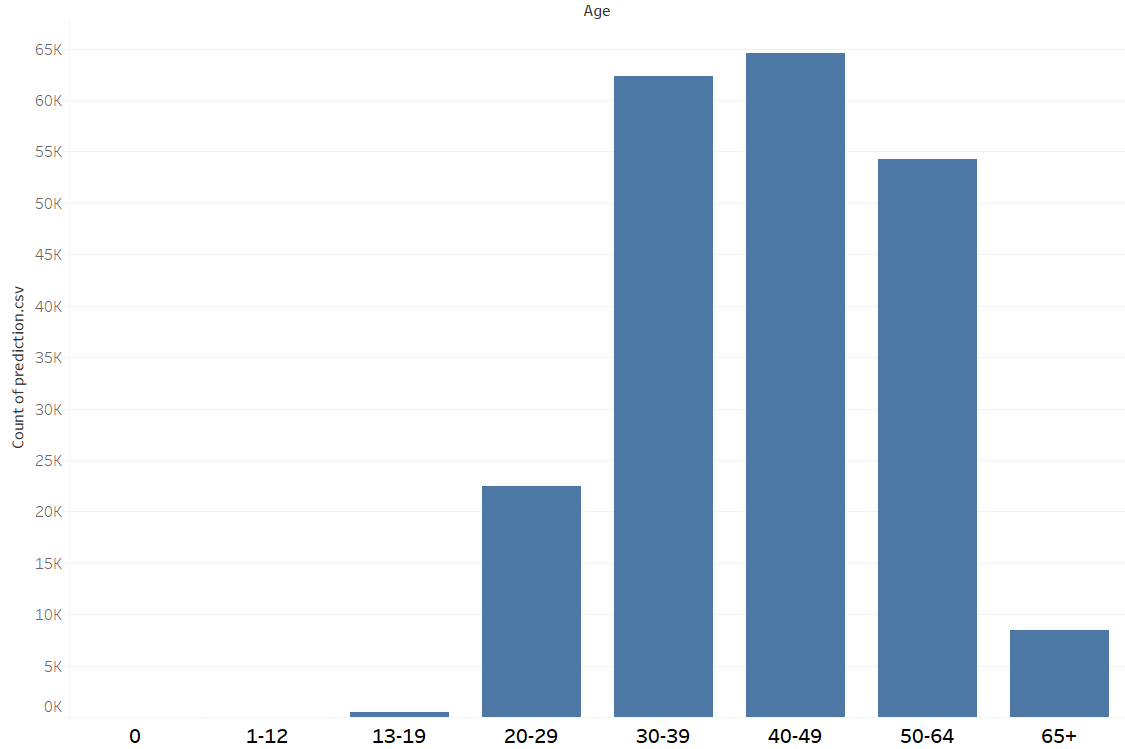 Age
65K
60K
55K
50K
45K
40K
35K
30K
25K
20K
15K
10K
5K
0K
Count of prediction.csv
0 1-12 13-19 20-29 30-39 40-49 50-64 65+